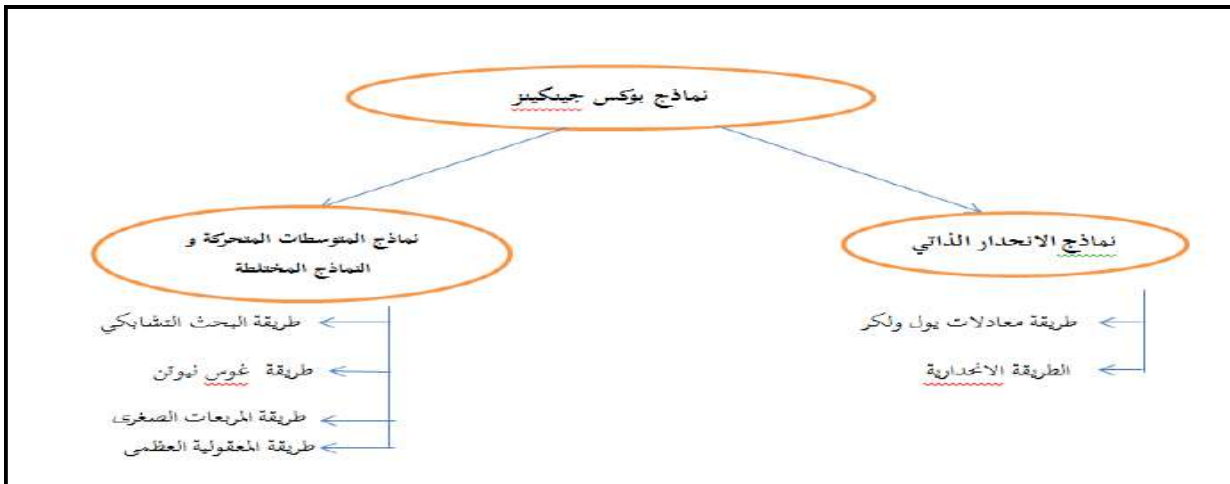 نماذج بوكس جينكينز
نماذج الانحدار الذاتي
طريقة معادلات يول ولكر
الطريقة الانحدارية
نماذج المتوسطات المتحركة و
النماذج المختلطة
طريقة البحث التشابكي
طريقة غوس نيوتن
طريقة المربعات الصغرى
طريقة المعقولية العظمى